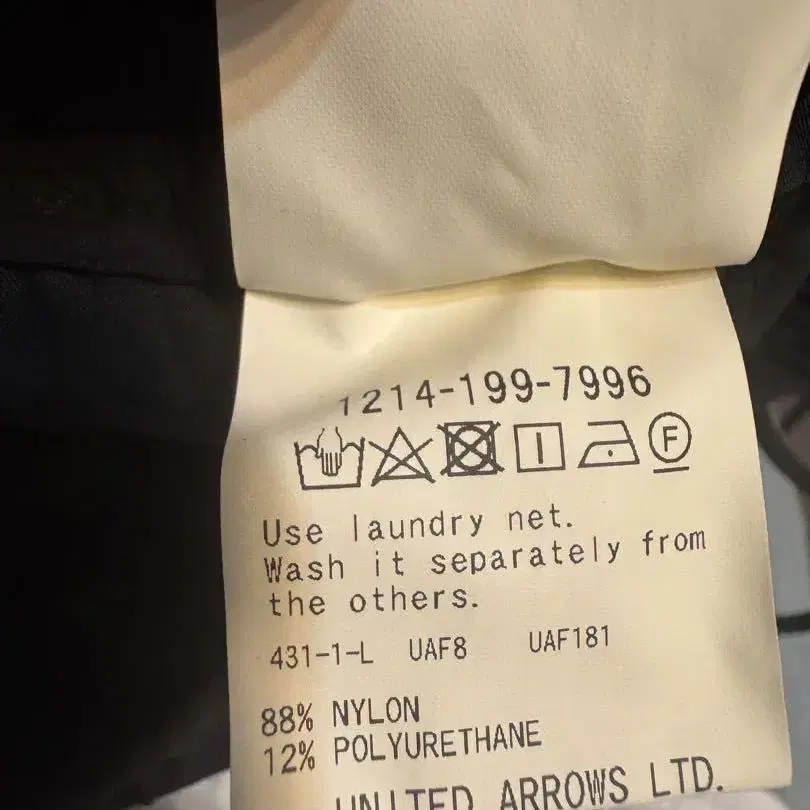 1214-199-7996
F
Use laundry net.
Wash it separately from
the others.
431-1-L UAF8 UAF181
88% NYLON
12% POLYURETHANE
UNITED ARROWS LTD.